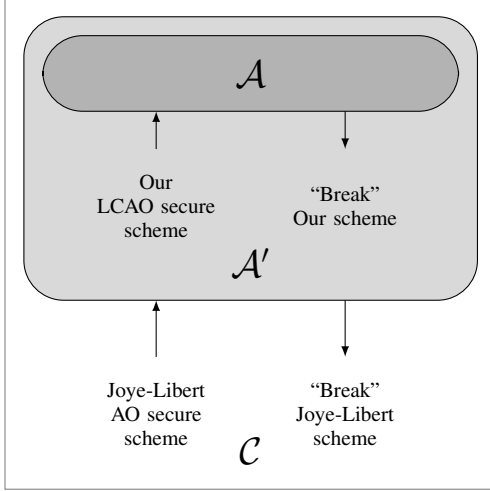 𝒜
Our
LCAO secure
scheme
“Break”
Our scheme
𝒜′
Joye-Libert
AO secure
scheme
“Break”
Joye-Libert
scheme
𝒞